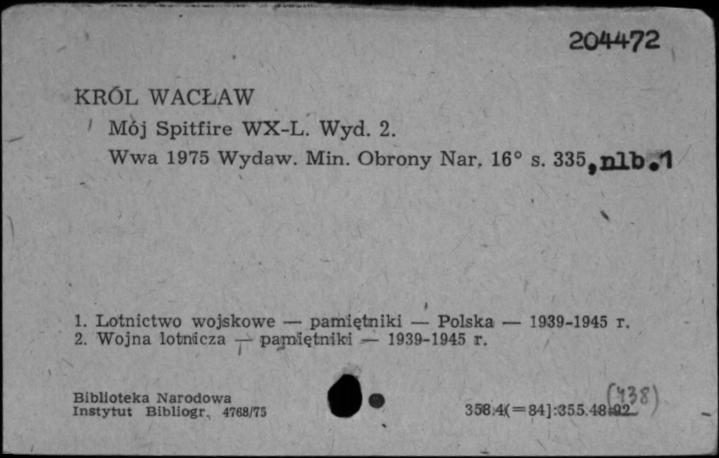 204472
KRÓL WACŁAW
Mój Spitfire WX-L. Wyd. 2.
Wwa 1975 Wydaw. Min. Obrony Nar. 16° s. 335, nlb. 1
1. Lotnictwo wojskowe — pamiętniki — Polska — 1939-1945 r.
2. Wojna lotnicza — pamiętniki — 1939-1945 r.
Biblioteka Narodowa
(438)
Instytut Bibliogr. 4768/75 358.4(=84]:355.48:92